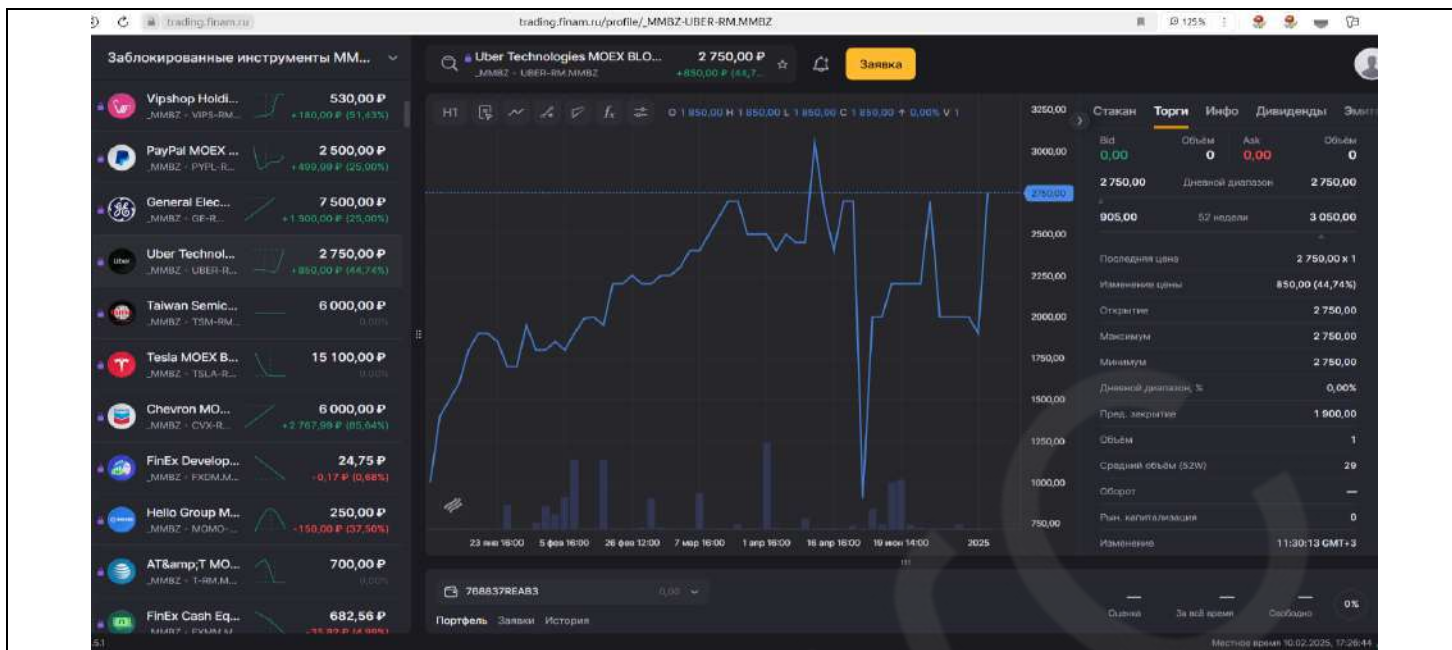 trading.finam.ru
trading.finam.ru/profile/_MMBZ-UBER-RM.MMBZ
125%
Заблокированные инструменты ММ...
Uber Technologies MOEX BLO...
2 750,00 ₽
_MMBZ - UBER-RM.MMBZ
+850,00 ₽ (44,7...
Заявка
Vipshop Holdi...
530,00 ₽
_MMBZ - VIPS-RM...
+180,00 ₽ (51,43%)
PayPal MOEX ...
2 500,00 ₽
_MMBZ - PYPL-R...
+499,99 ₽ (25,00%)
General Elec...
7 500,00 ₽
_MMBZ - GE-R...
+1 500,00 ₽ (25,00%)
Uber Technol...
2 750,00 ₽
_MMBZ - UBER-R...
+850,00 ₽ (44,74%)
Taiwan Semic...
6 000,00 ₽
_MMBZ - TSM-RM...
0,00%
Tesla MOEX B...
15 100,00 ₽
_MMBZ - TSLA-R...
0,00%
Chevron MO...
6 000,00 ₽
_MMBZ - CVX-R...
+2 767,99 ₽ (85,64%)
FinEx Develop...
24,75 ₽
_MMBZ - FXDM.M...
-0,17 ₽ (0,68%)
Hello Group M...
250,00 ₽
_MMBZ - MOMO-...
-150,00 ₽ (37,50%)
AT&amp;T MO...
700,00 ₽
_MMBZ - T-RM.M...
0,00%
FinEx Cash Eq...
682,56 ₽
_MMBZ - FXMM.M...
-35,82 ₽ (4,99%)
H1
O 1 850,00 H 1 850,00 L 1 850,00 C 1 850,00 ↑ 0,00% V 1
3250,00
3000,00
2750,00
2500,00
2250,00
2000,00
1750,00
1500,00
1250,00
1000,00
750,00
23 янв 16:00
5 фев 16:00
26 фев 12:00
7 мар 16:00
1 апр 16:00
16 апр 16:00
19 июн 14:00
2025
Стакан Торги Инфо Дивиденды Эмит
Bid Объём Ask Объём
0,00 0 0,00 0
2 750,00 Дневной диапазон 2 750,00
905,00 52 недели 3 050,00
Последняя цена 2 750,00 x 1
Изменение цены 850,00 (44,74%)
Открытие 2 750,00
Максимум 2 750,00
Минимум 2 750,00
Дневной диапазон, % 0,00%
Пред. закрытие 1 900,00
Объём 1
Средний объём (52W) 29
Оборот —
Рын. капитализация 0
Изменение 11:30:13 GMT+3
768837REAB3
0,00
Портфель Заявки История
— — —
Оценка За всё время Свободно
0%
5.1
Местное время 10.02.2025, 17:26:44